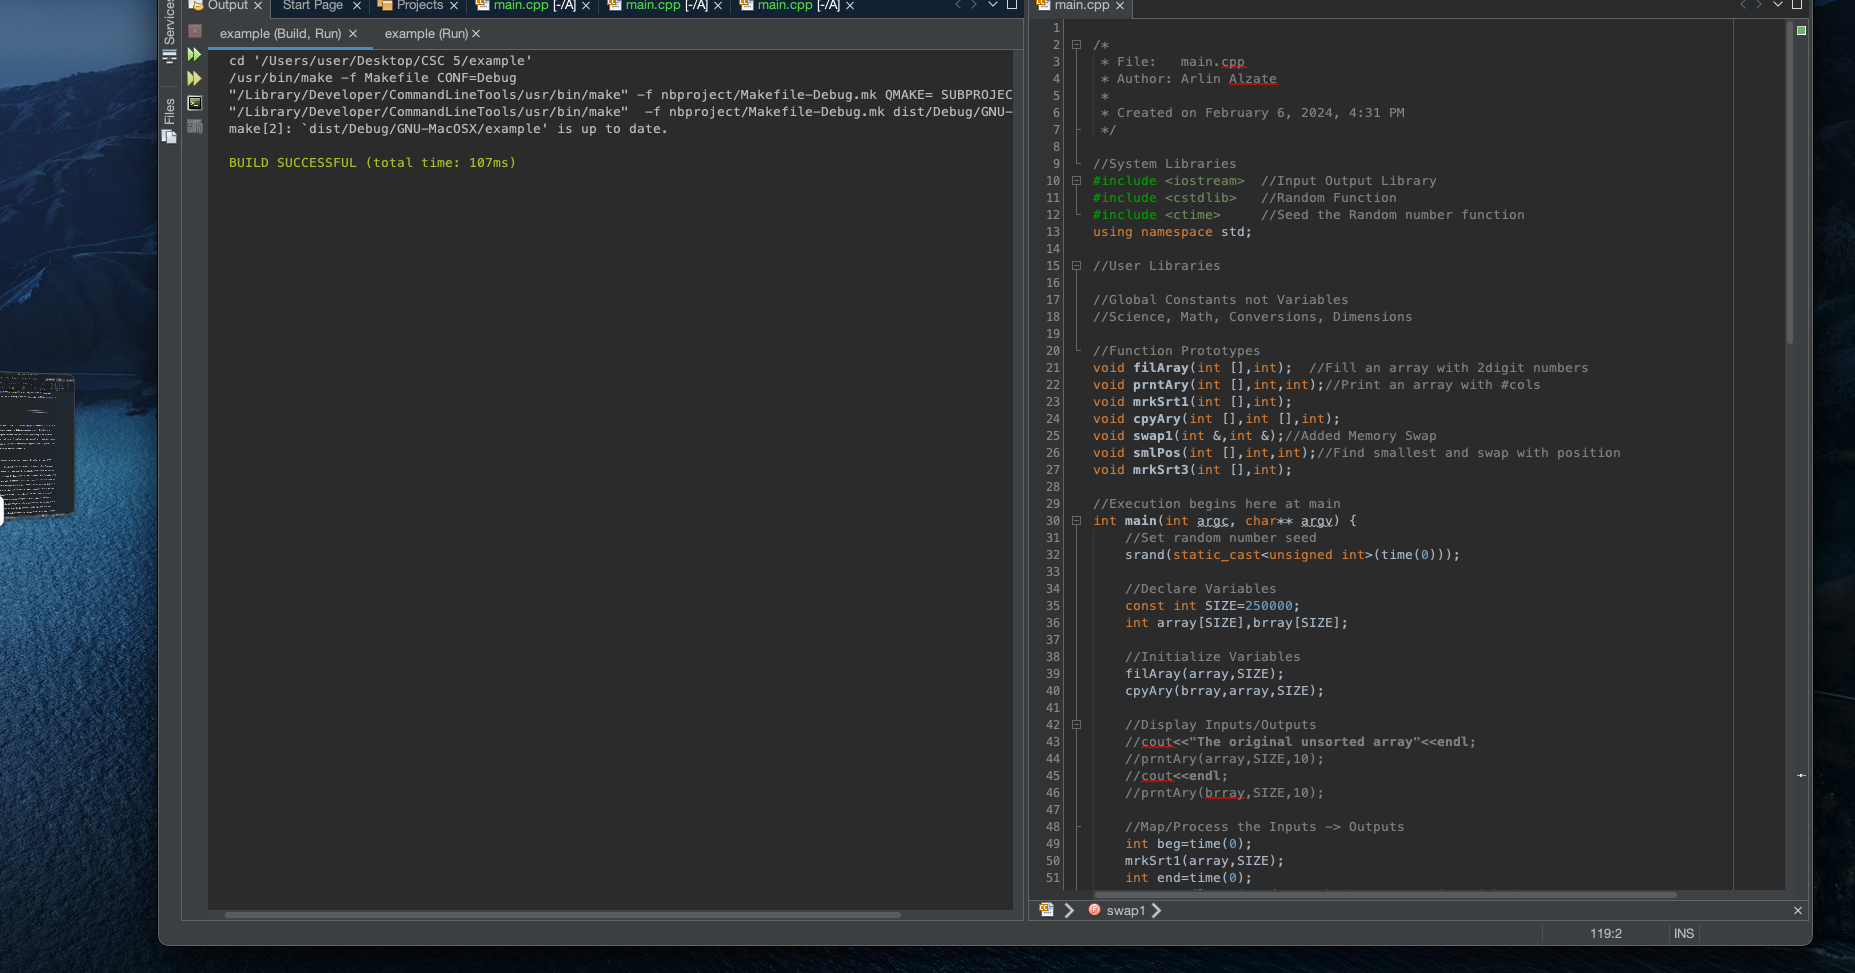 Services
Files
Output
Start Page
Projects
main.cpp [-/A]
main.cpp [-/A]
main.cpp [-/A]
example (Build, Run)
example (Run)
cd '/Users/user/Desktop/CSC 5/example'
/usr/bin/make -f Makefile CONF=Debug
"/Library/Developer/CommandLineTools/usr/bin/make" -f nbproject/Makefile-Debug.mk QMAKE= SUBPROJEC
"/Library/Developer/CommandLineTools/usr/bin/make"  -f nbproject/Makefile-Debug.mk dist/Debug/GNU-
make[2]: `dist/Debug/GNU-MacOSX/example' is up to date.
BUILD SUCCESSFUL (total time: 107ms)
main.cpp
1
2 /*
3  * File:   main.cpp
4  * Author: Arlin Alzate
5  *
6  * Created on February 6, 2024, 4:31 PM
7  */
8
9 //System Libraries
10 #include <iostream>  //Input Output Library
11 #include <cstdlib>   //Random Function
12 #include <ctime>     //Seed the Random number function
13 using namespace std;
14
15 //User Libraries
16
17 //Global Constants not Variables
18 //Science, Math, Conversions, Dimensions
19
20 //Function Prototypes
21 void filAray(int [],int);  //Fill an array with 2digit numbers
22 void prntAry(int [],int,int);//Print an array with #cols
23 void mrkSrt1(int [],int);
24 void cpyAry(int [],int [],int);
25 void swap1(int &,int &);//Added Memory Swap
26 void smlPos(int [],int,int);//Find smallest and swap with position
27 void mrkSrt3(int [],int);
28
29 //Execution begins here at main
30 int main(int argc, char** argv) {
31     //Set random number seed
32     srand(static_cast<unsigned int>(time(0)));
33
34     //Declare Variables
35     const int SIZE=250000;
36     int array[SIZE],brray[SIZE];
37
38     //Initialize Variables
39     filAray(array,SIZE);
40     cpyAry(brray,array,SIZE);
41
42     //Display Inputs/Outputs
43     //cout<<"The original unsorted array"<<endl;
44     //prntAry(array,SIZE,10);
45     //cout<<endl;
46     //prntAry(brray,SIZE,10);
47
48     //Map/Process the Inputs -> Outputs
49     int beg=time(0);
50     mrkSrt1(array,SIZE);
51     int end=time(0);
swap1
119:2
INS